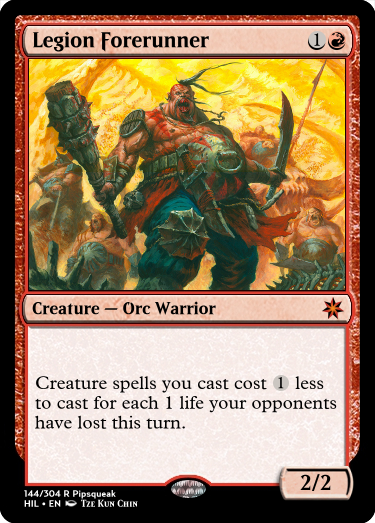 Legion Forerunner 1
Creature — Orc Warrior
Creature spells you cast cost 1 less
to cast for each 1 life your opponents
have lost this turn.
2/2
144/304 R Pipsqueak
HIL • EN Tze Kun Chin